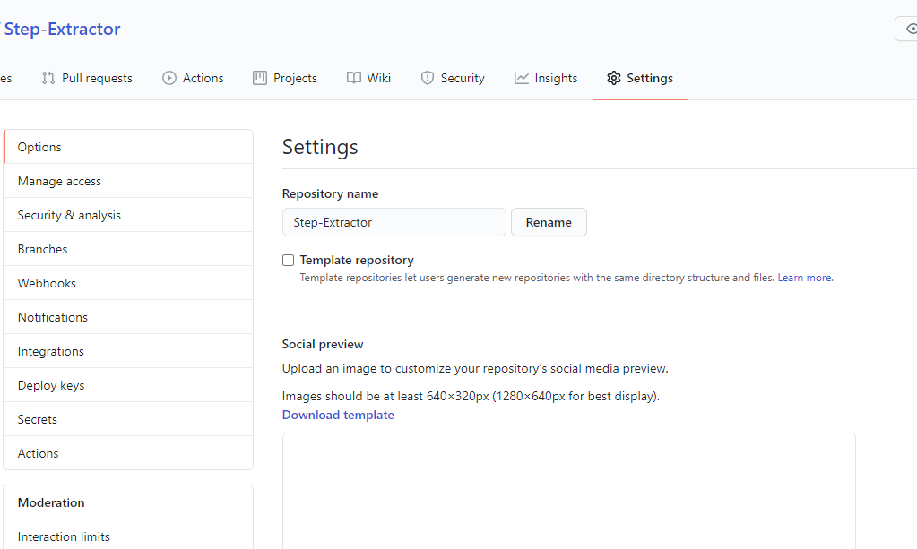 Step-Extractor
es Pull requests Actions Projects Wiki Security Insights Settings
Options
Manage access
Security & analysis
Branches
Webhooks
Notifications
Integrations
Deploy keys
Secrets
Actions
Moderation
Interaction limits
Settings
Repository name
Step-Extractor Rename
Template repository
Template repositories let users generate new repositories with the same directory structure and files. Learn more.
Social preview
Upload an image to customize your repository's social media preview.
Images should be at least 640×320px (1280×640px for best display).
Download template